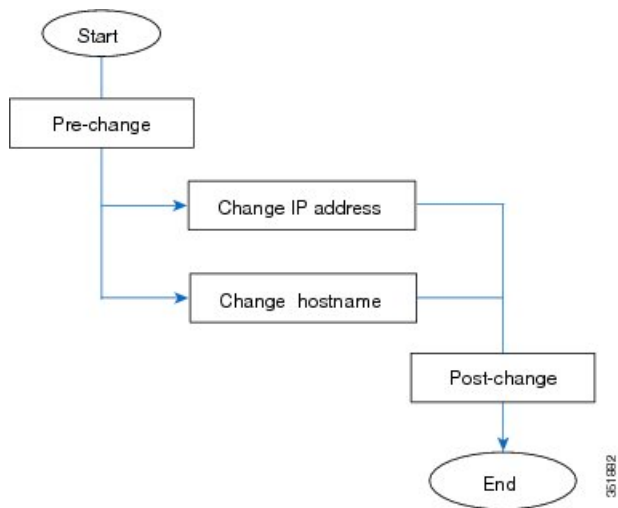 Start
Pre-change
Change IP address
Change hostname
Post-change
End
351882